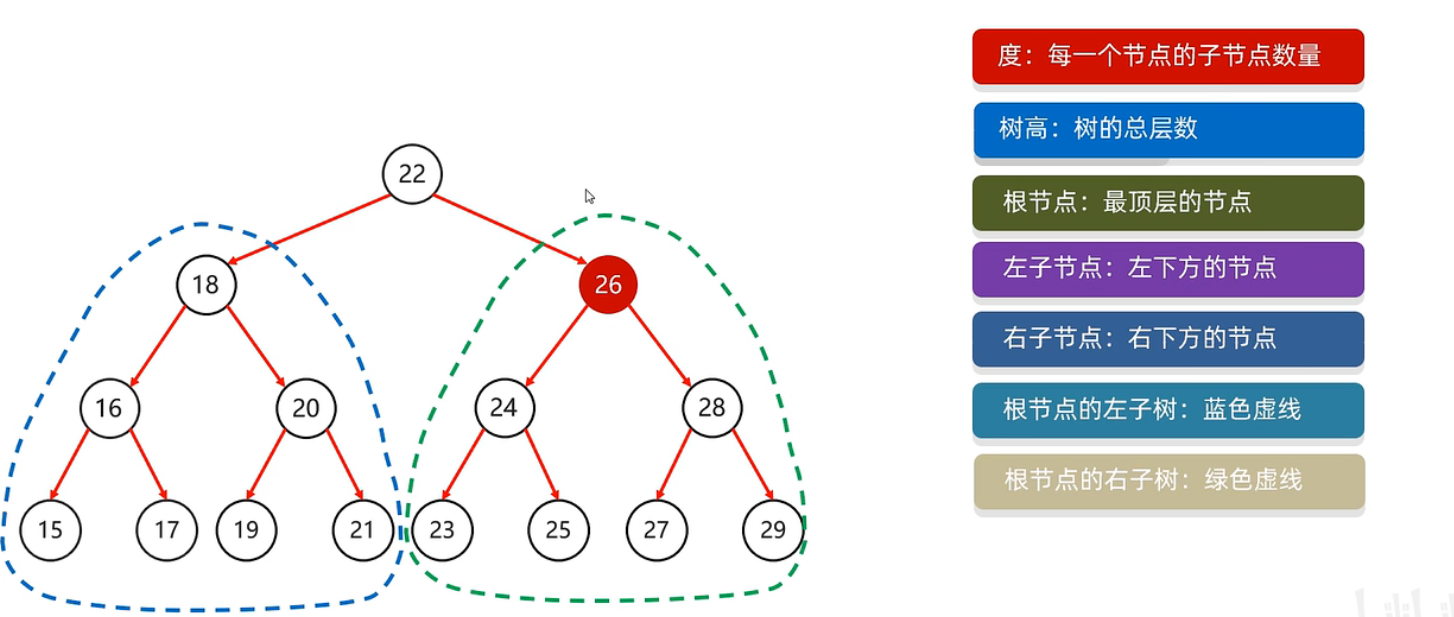 度：每一个节点的子节点数量
树高：树的总层数
根节点：最顶层的节点
左子节点：左下方的节点
右子节点：右下方的节点
根节点的左子树：蓝色虚线
根节点的右子树：绿色虚线
22
18 26
16 20 24 28
15 17 19 21 23 25 27 29